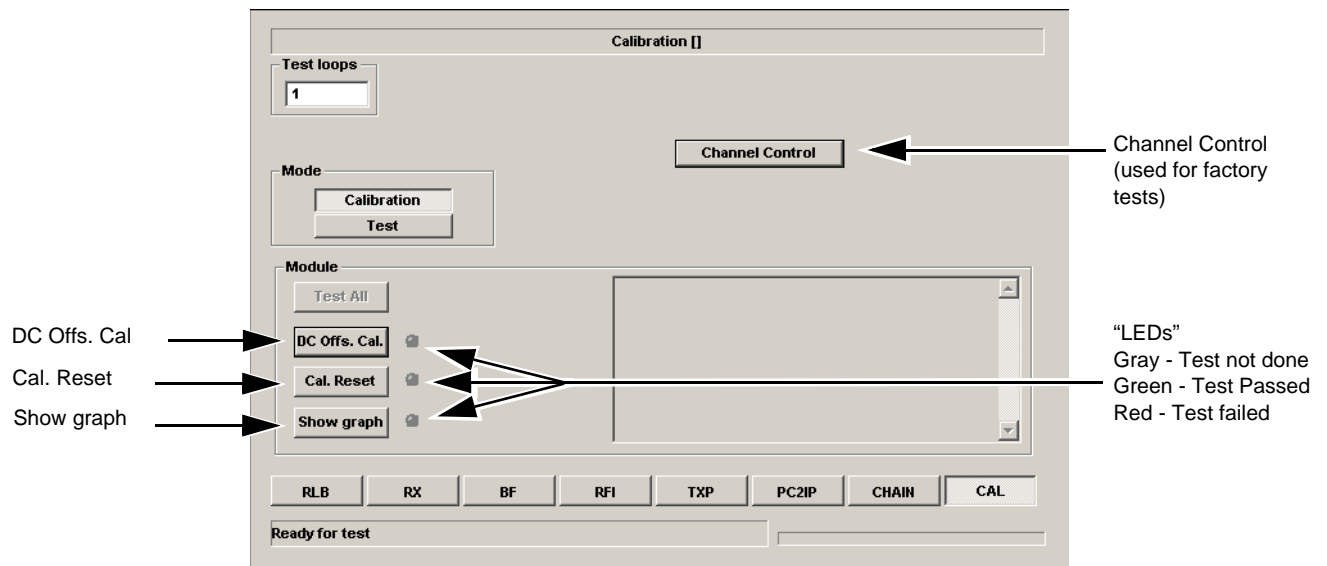 Calibration []
Test loops
1
Channel Control
Channel Control
(used for factory
tests)
Mode
Calibration
Test
Module
Test All
DC Offs. Cal
DC Offs. Cal.
Cal. Reset
Cal. Reset
Show graph
Show graph
“LEDs”
Gray - Test not done
Green - Test Passed
Red - Test failed
RLB RX BF RFI TXP PC2IP CHAIN CAL
Ready for test